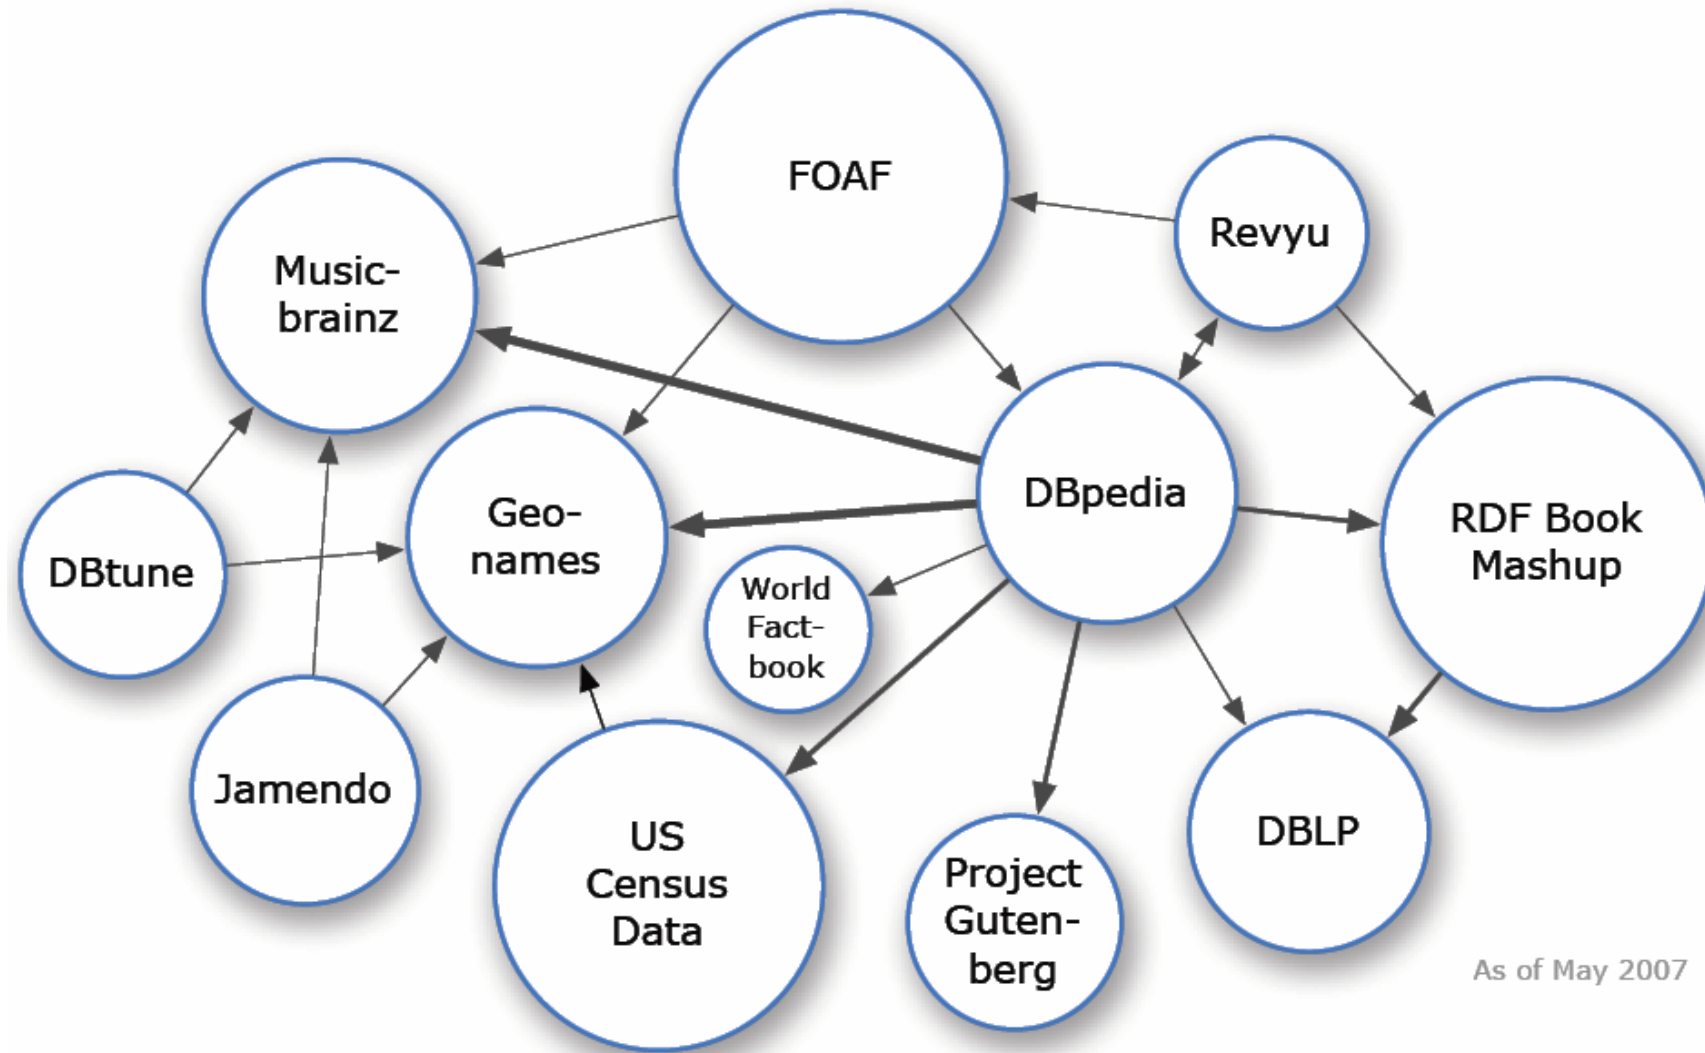 FOAF
Revyu
Music-
brainz
DBpedia
Geo-
names
RDF Book
Mashup
DBtune
World
Fact-
book
Jamendo
US
Census
Data
Project
Guten-
berg
DBLP
As of May 2007